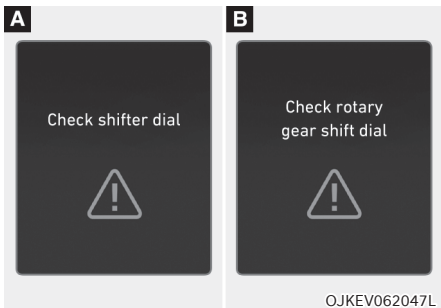 A
Check shifter dial
B
Check rotary
gear shift dial
OJKEV062047L